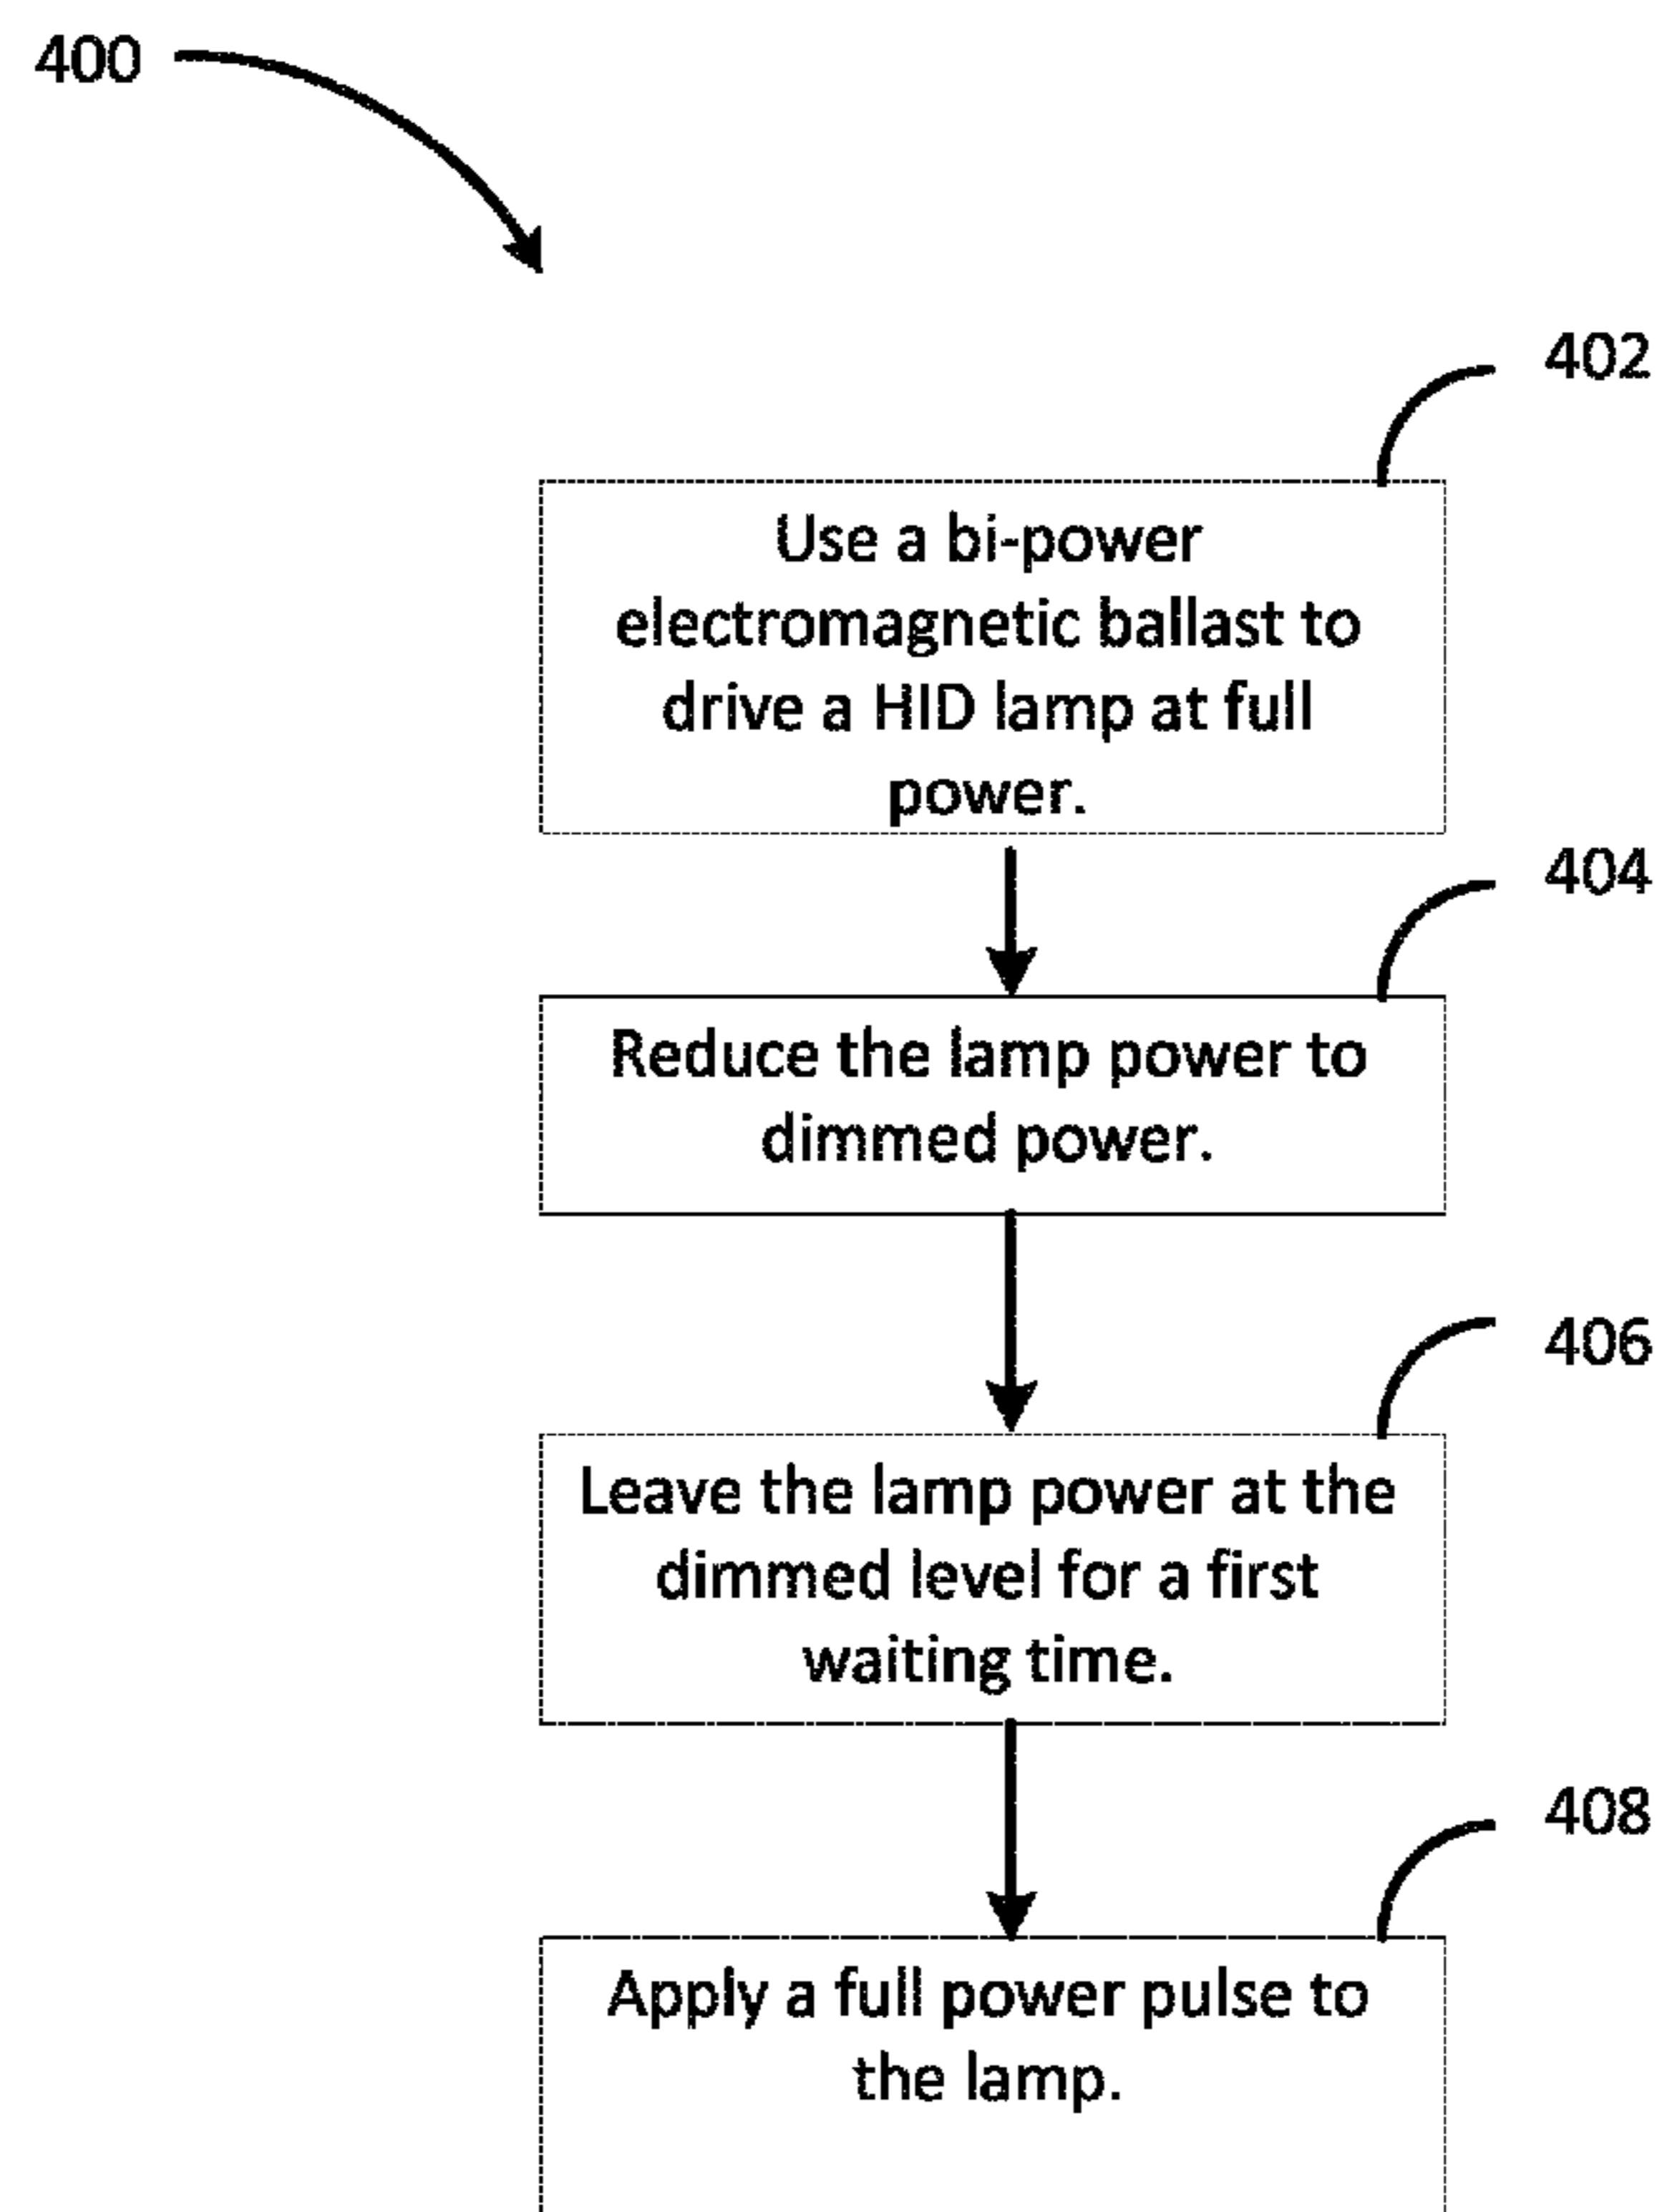 400
402
Use a bi-power
electromagnetic ballast to
drive a HID lamp at full
power.
404
Reduce the lamp power to
dimmed power.
406
Leave the lamp power at the
dimmed level for a first
waiting time.
408
Apply a full power pulse to
the lamp.